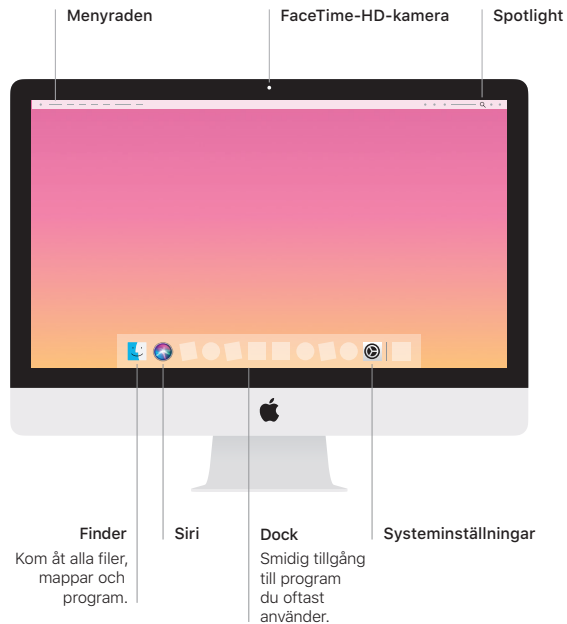 Menyraden
FaceTime-HD-kamera
Spotlight
Finder
Kom åt alla filer,
mappar och
program.
Siri
Dock
Smidig tillgång
till program
du oftast
använder.
Systeminställningar